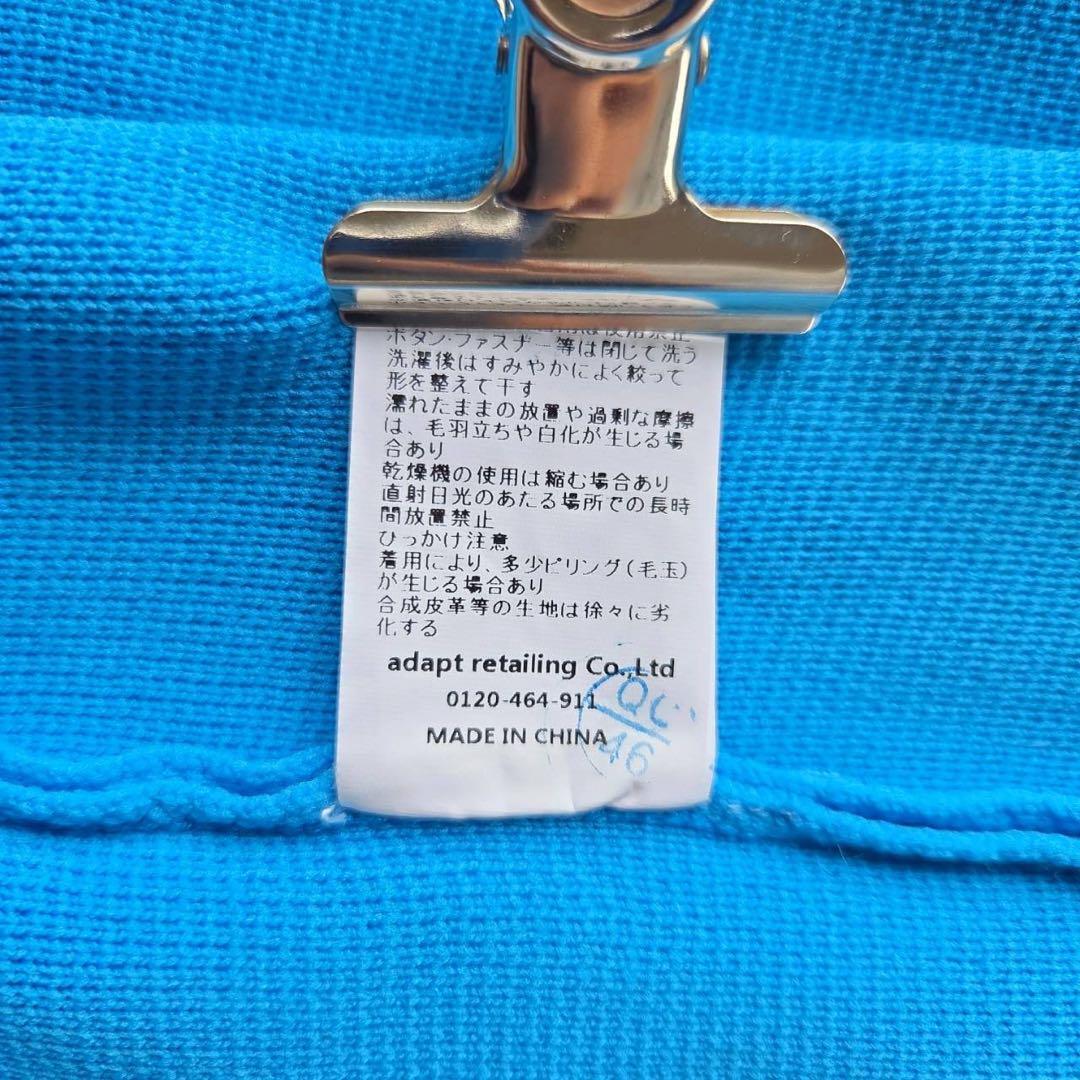 使用禁止
ボタン・ファスナー等は閉じて洗う
洗濯後はすみやかによく絞って
形を整えて干す
濡れたままの放置や過剰な摩擦
は、毛羽立ちや白化が生じる場
合あり
乾燥機の使用は縮む場合あり
直射日光のあたる場所での長時
間放置禁止
ひっかけ注意
着用により、多少ピリング(毛玉)
が生じる場合あり
合成皮革等の生地は徐々に劣
化する
adapt retailing Co.,Ltd
0120-464-911
MADE IN CHINA
QC
46